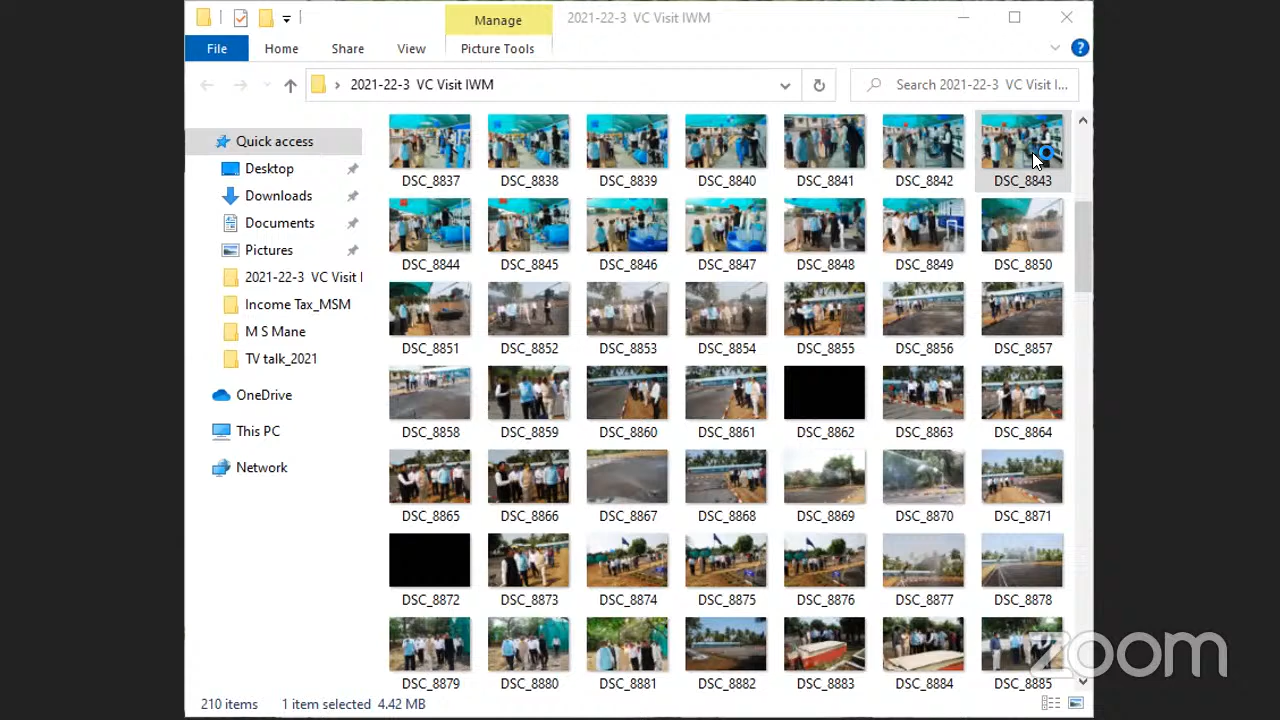 Manage
2021-22-3 VC Visit IWM
File
Home
Share
View
Picture Tools
2021-22-3 VC Visit IWM
Search 2021-22-3 VC Visit I...
Quick access
Desktop
Downloads
Documents
Pictures
2021-22-3 VC Visit I
Income Tax_MSM
M S Mane
TV talk_2021
OneDrive
This PC
Network
DSC_8837 DSC_8838 DSC_8839 DSC_8840 DSC_8841 DSC_8842 DSC_8843
DSC_8844 DSC_8845 DSC_8846 DSC_8847 DSC_8848 DSC_8849 DSC_8850
DSC_8851 DSC_8852 DSC_8853 DSC_8854 DSC_8855 DSC_8856 DSC_8857
DSC_8858 DSC_8859 DSC_8860 DSC_8861 DSC_8862 DSC_8863 DSC_8864
DSC_8865 DSC_8866 DSC_8867 DSC_8868 DSC_8869 DSC_8870 DSC_8871
DSC_8872 DSC_8873 DSC_8874 DSC_8875 DSC_8876 DSC_8877 DSC_8878
DSC_8879 DSC_8880 DSC_8881 DSC_8882 DSC_8883 DSC_8884 DSC_8885
zoom
210 items 1 item selected 4.42 MB